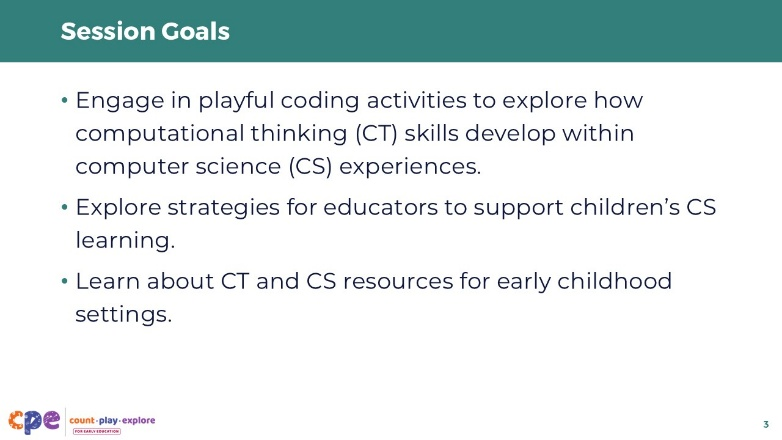 Session Goals
• Engage in playful coding activities to explore how
computational thinking (CT) skills develop within
computer science (CS) experiences.
• Explore strategies for educators to support children’s CS
learning.
• Learn about CT and CS resources for early childhood
settings.
cpe
count·play·explore
FOR EARLY EDUCATION
3